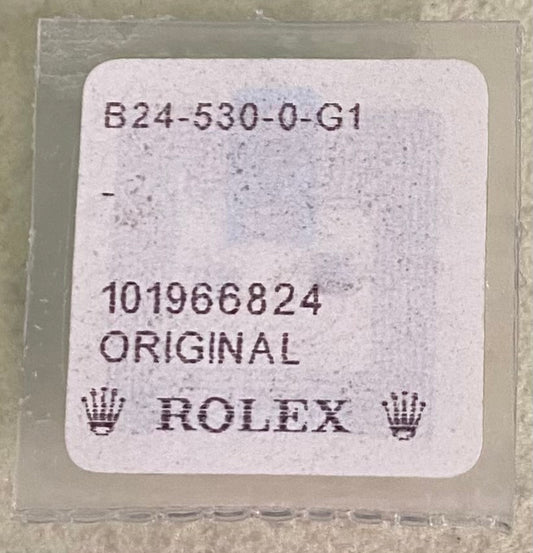 B24-530-0-G1
-
101966824
ORIGINAL
ROLEX